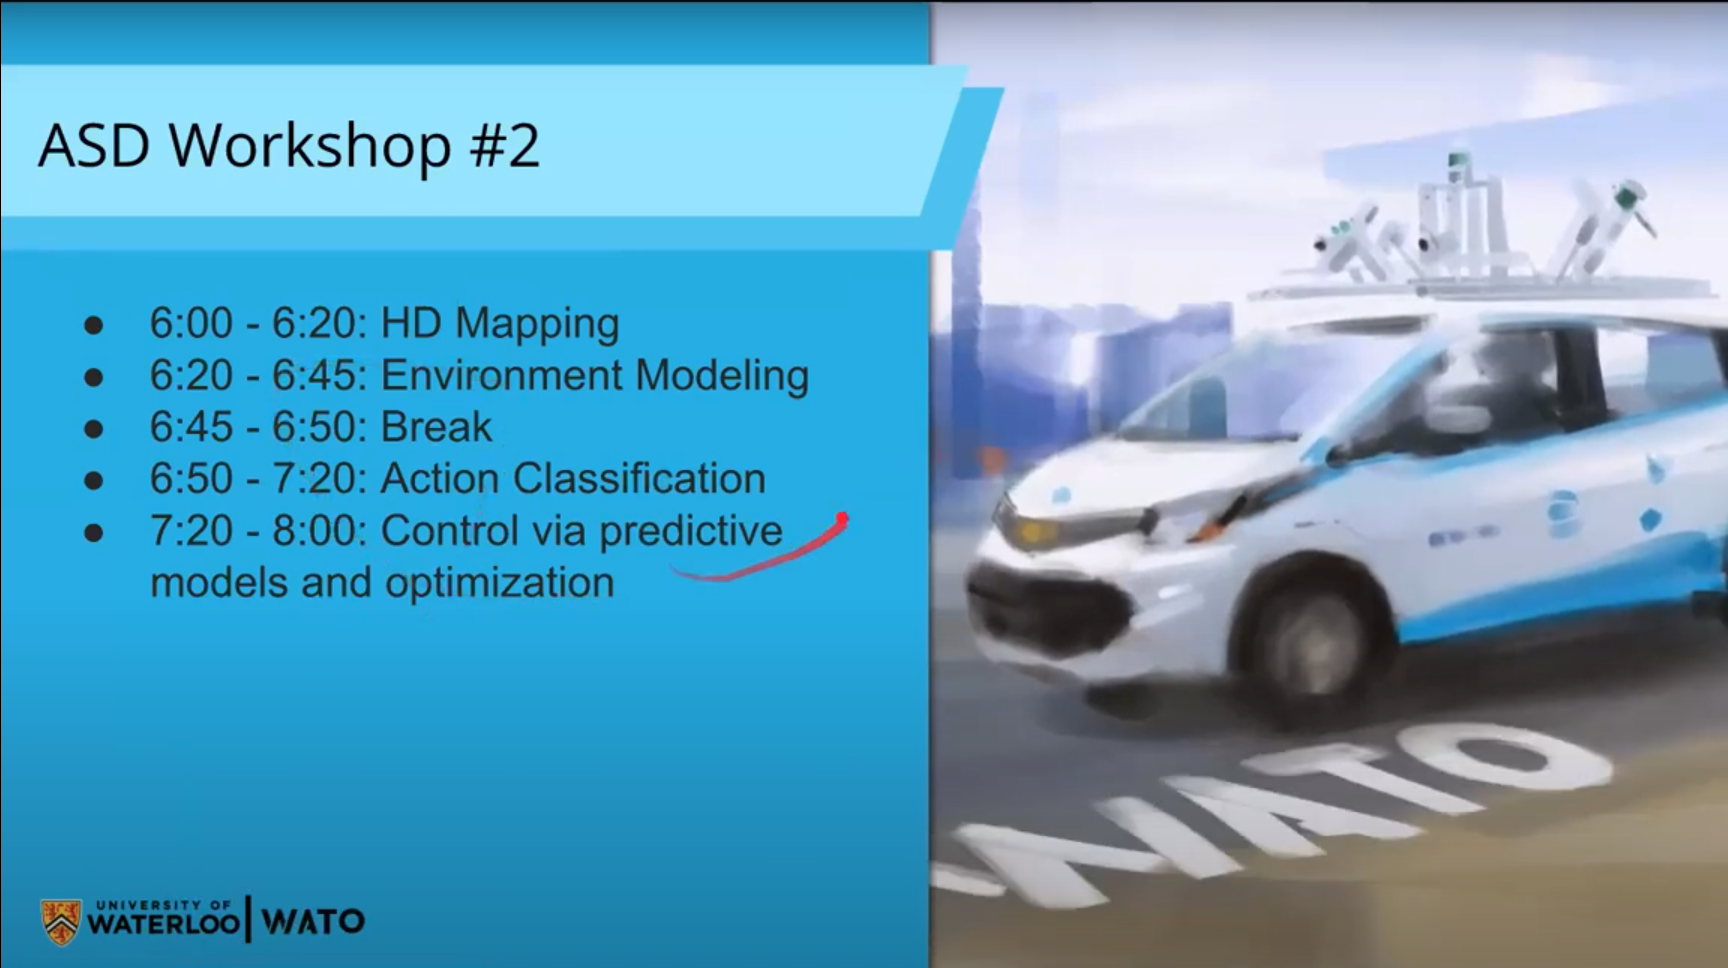 ASD Workshop #2
● 6:00 - 6:20: HD Mapping
● 6:20 - 6:45: Environment Modeling
● 6:45 - 6:50: Break
● 6:50 - 7:20: Action Classification
● 7:20 - 8:00: Control via predictive
models and optimization
WATO
UNIVERSITY OF
WATERLOO | WATO